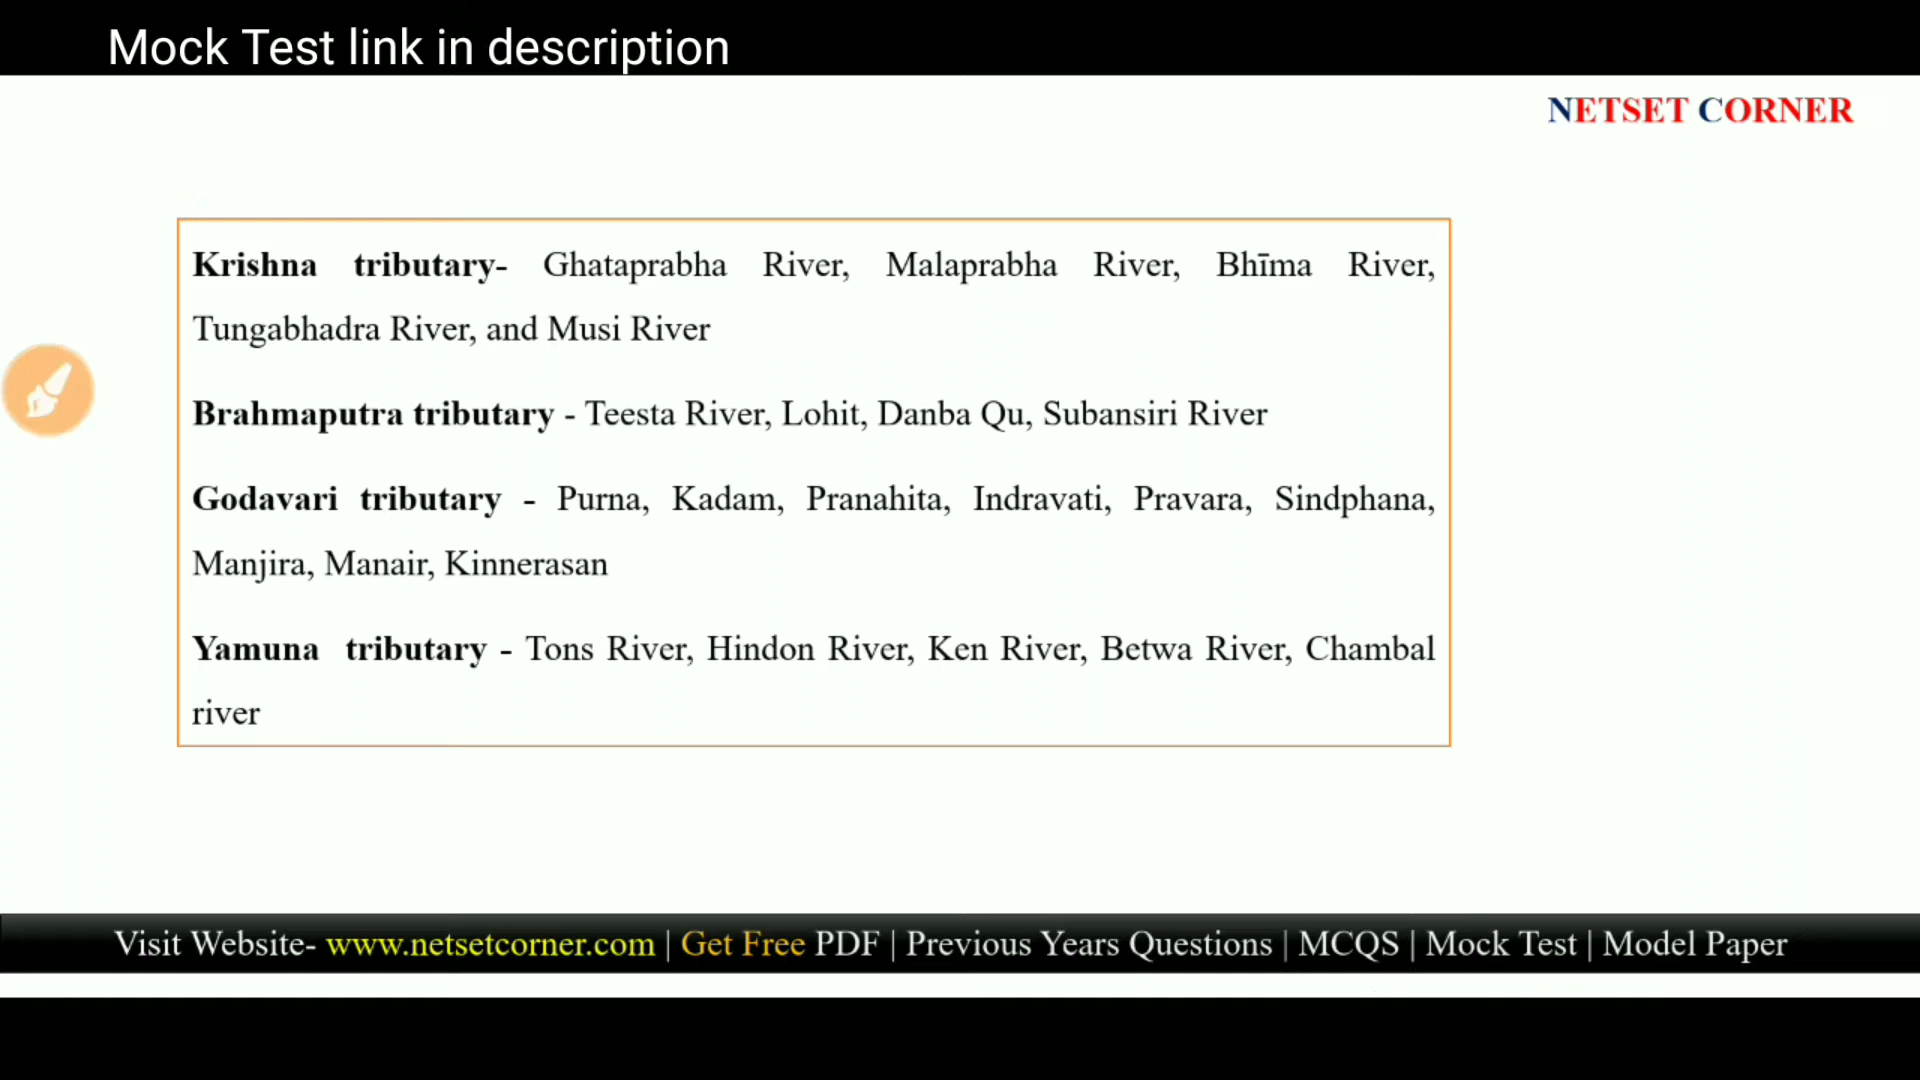 Mock Test link in description
NETSET CORNER
Krishna tributary- Ghataprabha River, Malaprabha River, Bhīma River,
Tungabhadra River, and Musi River
Brahmaputra tributary - Teesta River, Lohit, Danba Qu, Subansiri River
Godavari tributary - Purna, Kadam, Pranahita, Indravati, Pravara, Sindphana,
Manjira, Manair, Kinnerasan
Yamuna tributary - Tons River, Hindon River, Ken River, Betwa River, Chambal
river
Visit Website- www.netsetcorner.com | Get Free PDF | Previous Years Questions | MCQS | Mock Test | Model Paper